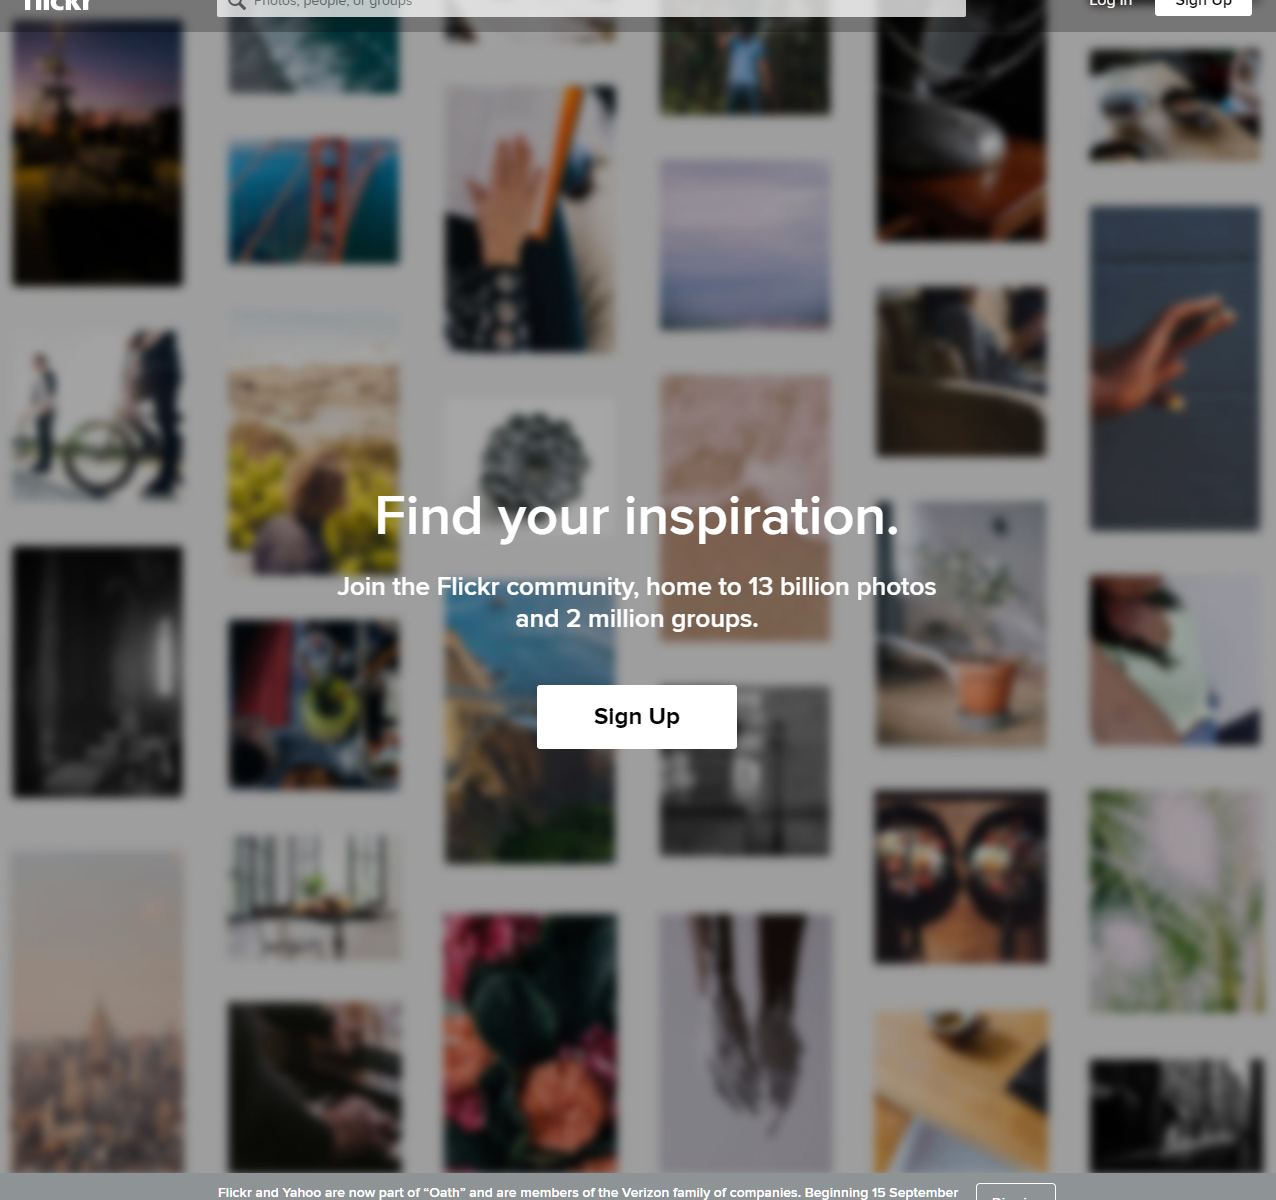 flickr
Photos, people, or groups
Log In
Sign Up
Find your inspiration.
Join the Flickr community, home to 13 billion photos
and 2 million groups.
Sign Up
Flickr and Yahoo are now part of “Oath” and are members of the Verizon family of companies. Beginning 15 September